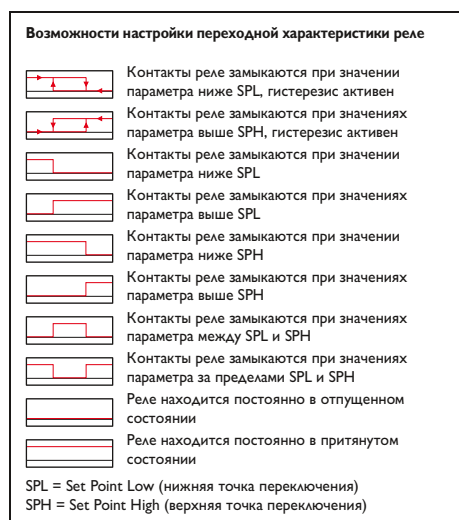 Возможности настройки переходной характеристики реле
Контакты реле замыкаются при значении
параметра ниже SPL, гистерезис активен
Контакты реле замыкаются при значениях
параметра выше SPH, гистерезис активен
Контакты реле замыкаются при значении
параметра ниже SPL
Контакты реле замыкаются при значениях
параметра выше SPL
Контакты реле замыкаются при значении
параметра ниже SPH
Контакты реле замыкаются при значениях
параметра выше SPH
Контакты реле замыкаются при значениях
параметра между SPL и SPH
Контакты реле замыкаются при значениях
параметра за пределами SPL и SPH
Реле находится постоянно в отпущенном
состоянии
Реле находится постоянно в притянутом
состоянии
SPL = Set Point Low (нижняя точка переключения)
SPH = Set Point High (верхняя точка переключения)